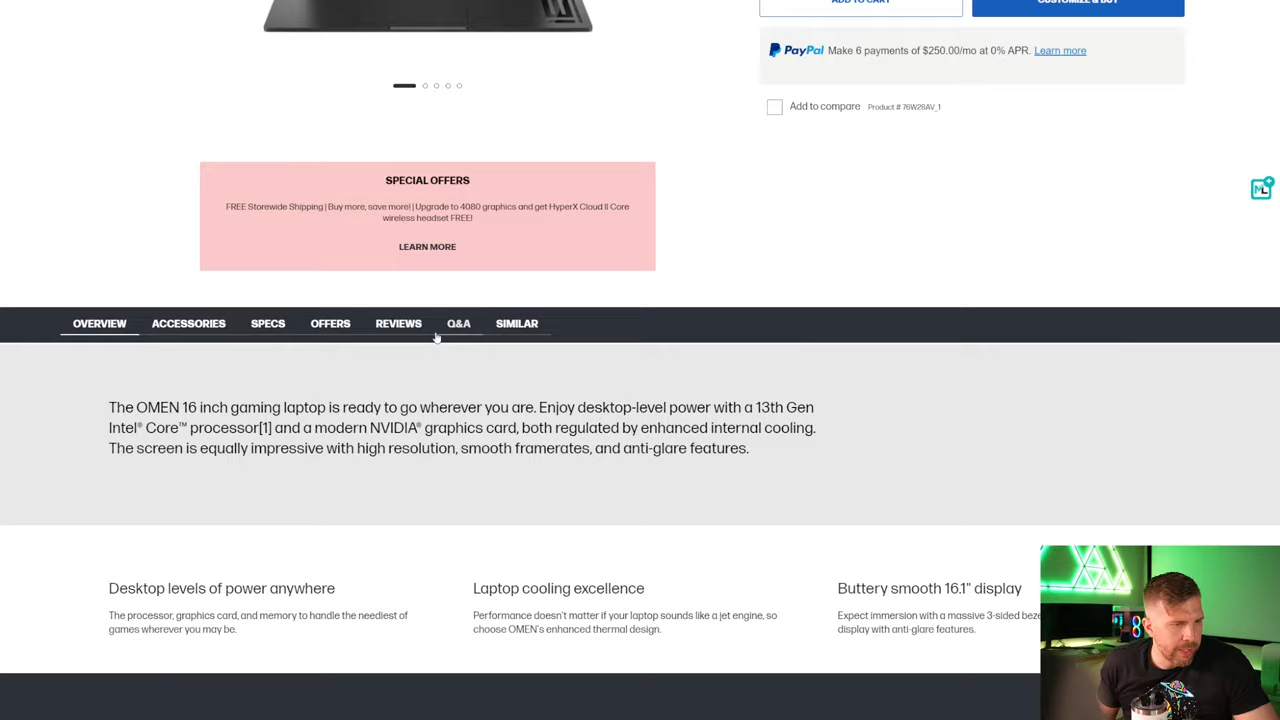 ADD TO CART
CUSTOMIZE & BUY
PayPal Make 6 payments of $250.00/mo at 0% APR. Learn more
Add to compare Product # 76W28AV_1
SPECIAL OFFERS
FREE Storewide Shipping | Buy more, save more! | Upgrade to 4080 graphics and get HyperX Cloud II Core
wireless headset FREE!
LEARN MORE
ML
OVERVIEW ACCESSORIES SPECS OFFERS REVIEWS Q&A SIMILAR
The OMEN 16 inch gaming laptop is ready to go wherever you are. Enjoy desktop-level power with a 13th Gen
Intel® Core™ processor[1] and a modern NVIDIA® graphics card, both regulated by enhanced internal cooling.
The screen is equally impressive with high resolution, smooth framerates, and anti-glare features.
Desktop levels of power anywhere
The processor, graphics card, and memory to handle the neediest of
games wherever you may be.
Laptop cooling excellence
Performance doesn't matter if your laptop sounds like a jet engine, so
choose OMEN's enhanced thermal design.
Buttery smooth 16.1" display
Expect immersion with a massive 3-sided beze
display with anti-glare features.